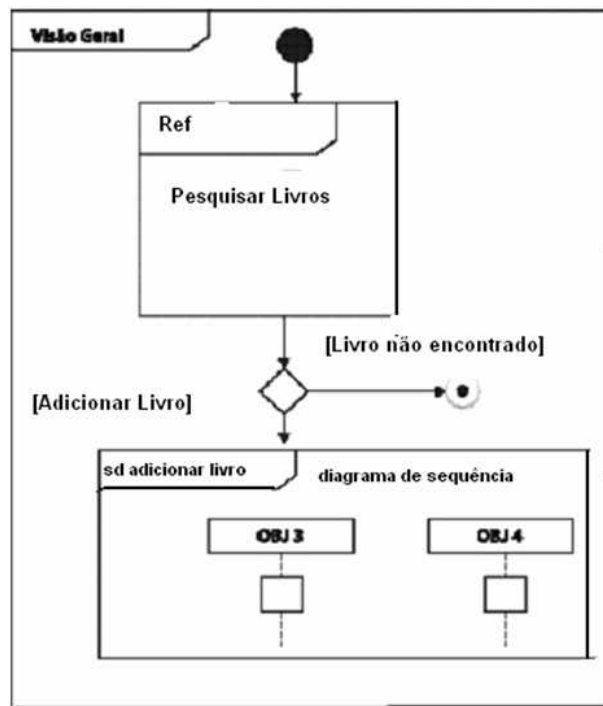 Visão Geral
Ref
Pesquisar Livros
[Livro não encontrado]
[Adicionar Livro]
sd adicionar livro
diagrama de sequência
OBJ 3
OBJ 4